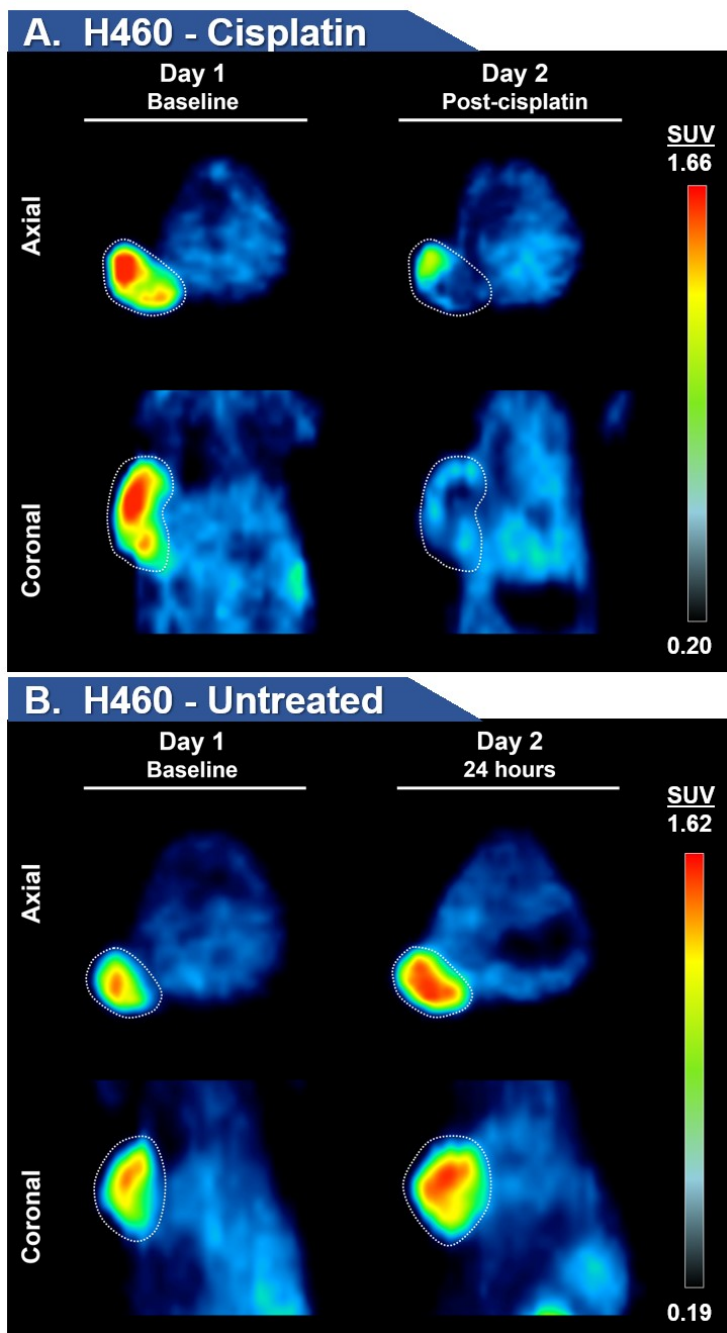 A. H460 - Cisplatin
Day 1
Baseline
Day 2
Post-cisplatin
SUV
1.66
Axial
Coronal
0.20
B. H460 - Untreated
Day 1
Baseline
Day 2
24 hours
SUV
1.62
Axial
Coronal
0.19